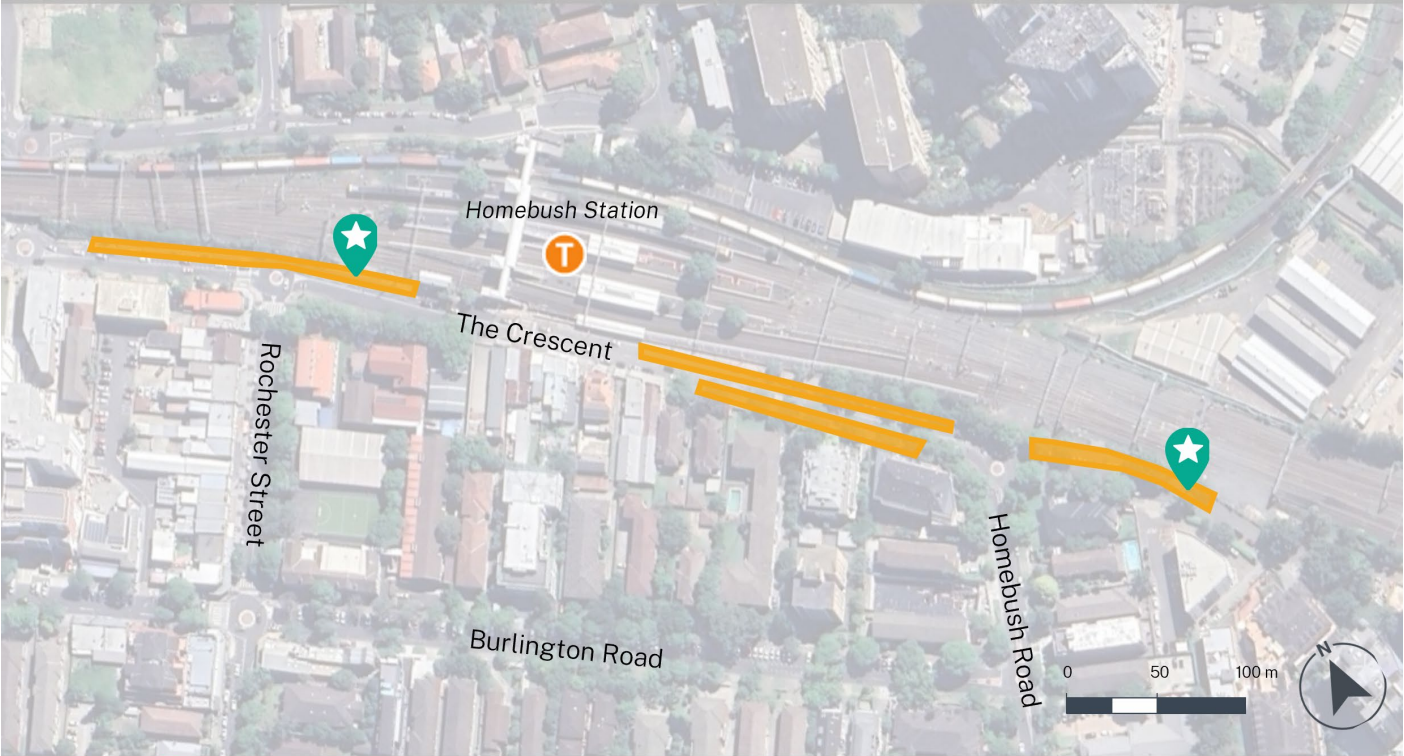 Homebush Station
T
The Crescent
Rochester Street
Homebush Road
Burlington Road
0 50 100 m
N